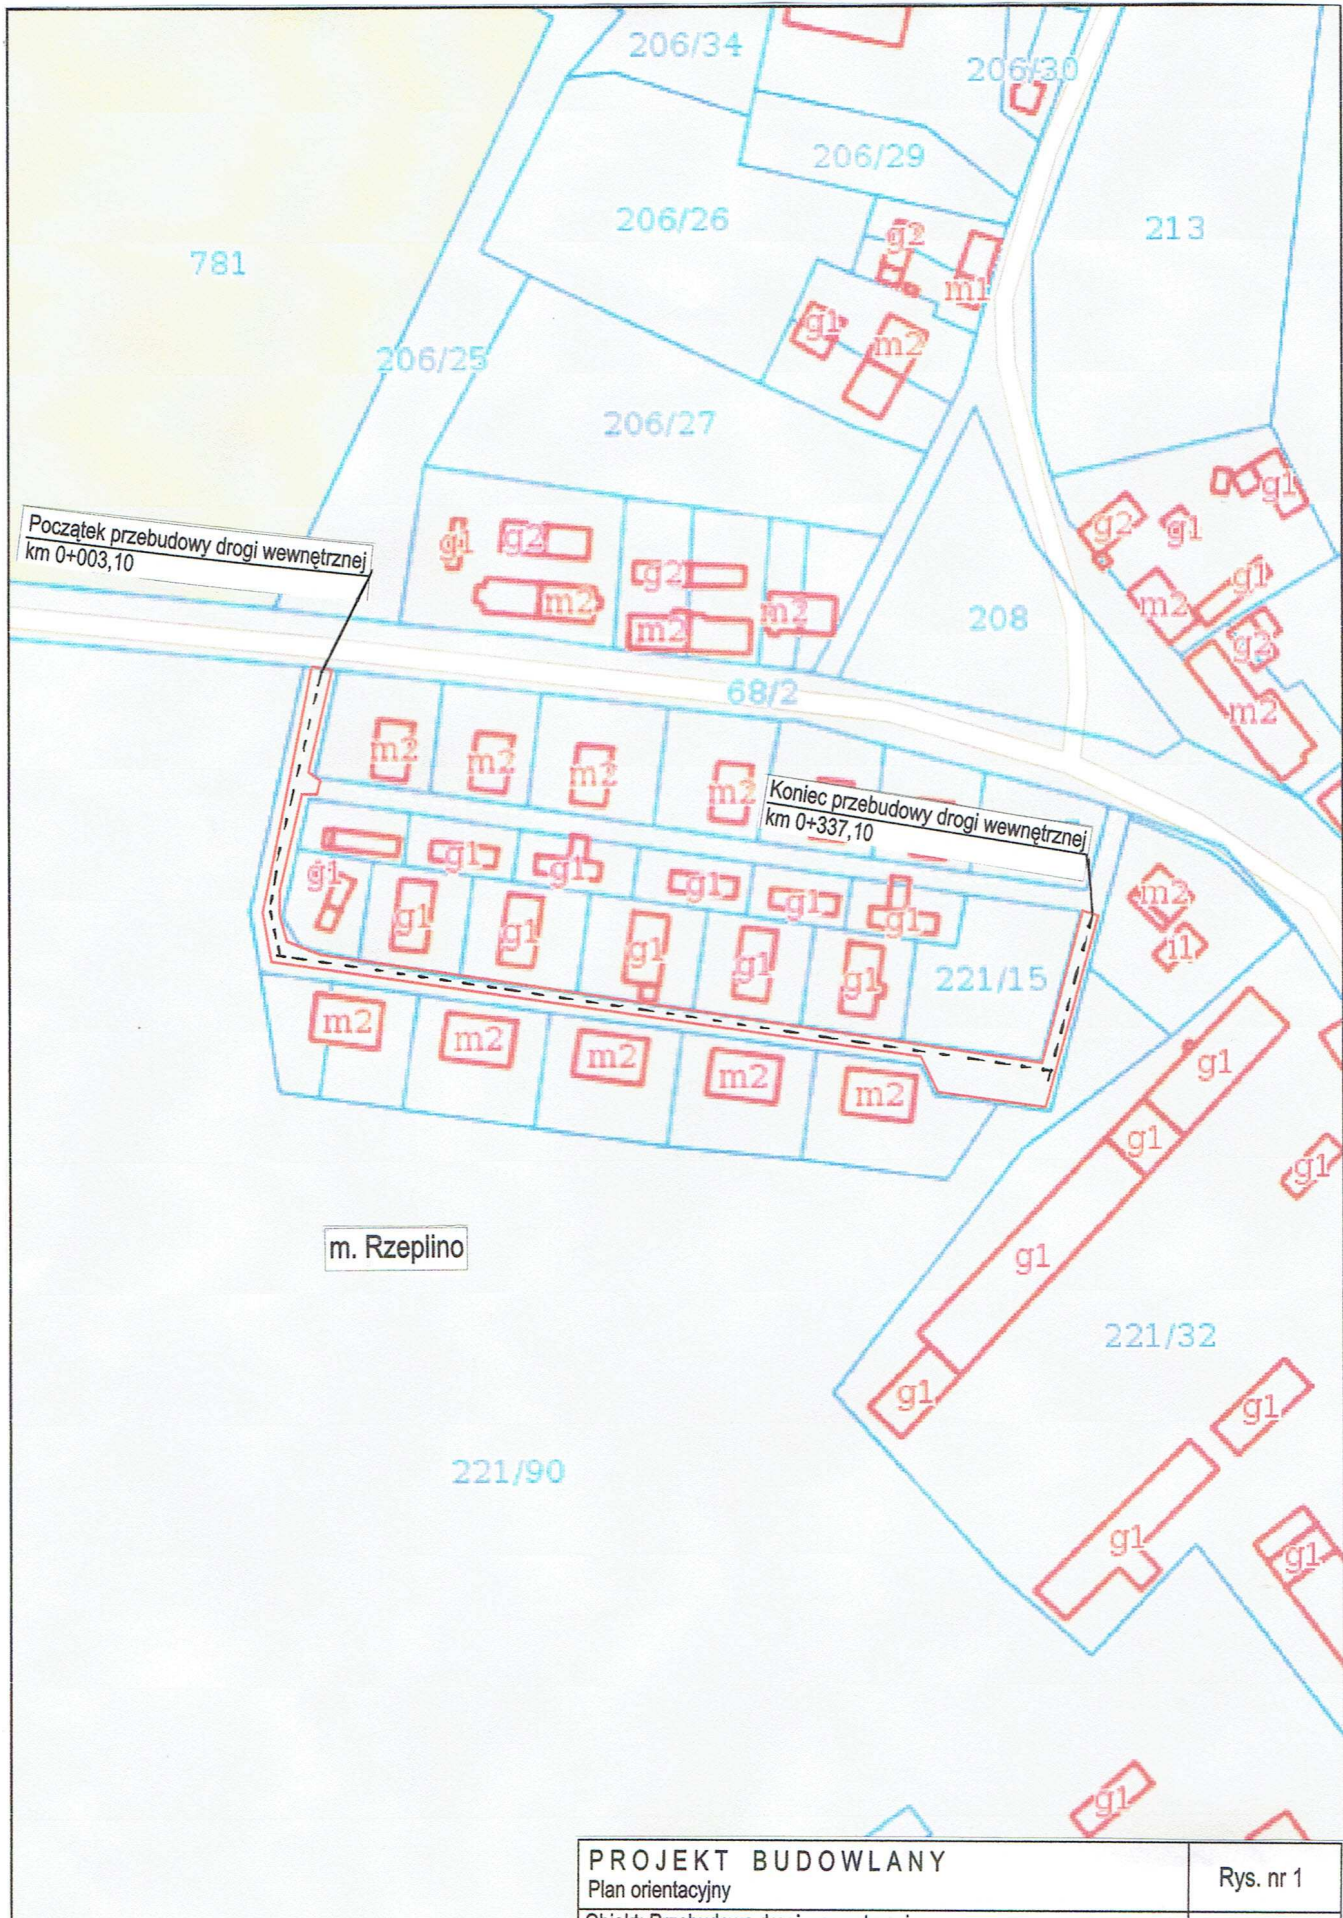 206/34
206/30
206/29
206/26
213
781
g2
m1
g1
m2
206/25
206/27
g1
g2
g1
g1
m2
g2
m2
g1
g2
m2
g2
m2
m2
208
Początek przebudowy drogi wewnętrznej
km 0+003,10
68/2
m2
m2
m2
m2
Koniec przebudowy drogi wewnętrznej
km 0+337,10
g1
g1
g1
g1
g1
g1
g1
g1
g1
g1
g1
221/15
m2
i1
m2
m2
m2
m2
m2
g1
g1
g1
g1
g1
m. Rzeplino
221/32
221/90
g1
g1
g1
g1
PROJEKT BUDOWLANY
Plan orientacyjny
Rys. nr 1